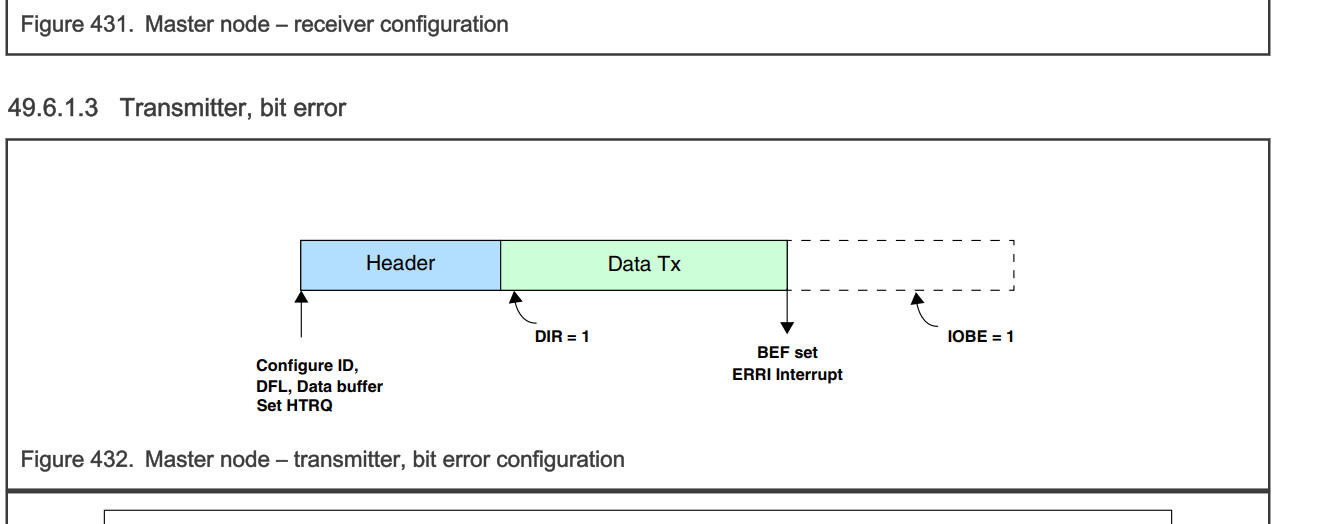 Figure 431. Master node – receiver configuration
49.6.1.3 Transmitter, bit error
Header
Data Tx
DIR = 1
IOBE = 1
BEF set
ERRI Interrupt
Configure ID,
DFL, Data buffer
Set HTRQ
Figure 432. Master node – transmitter, bit error configuration